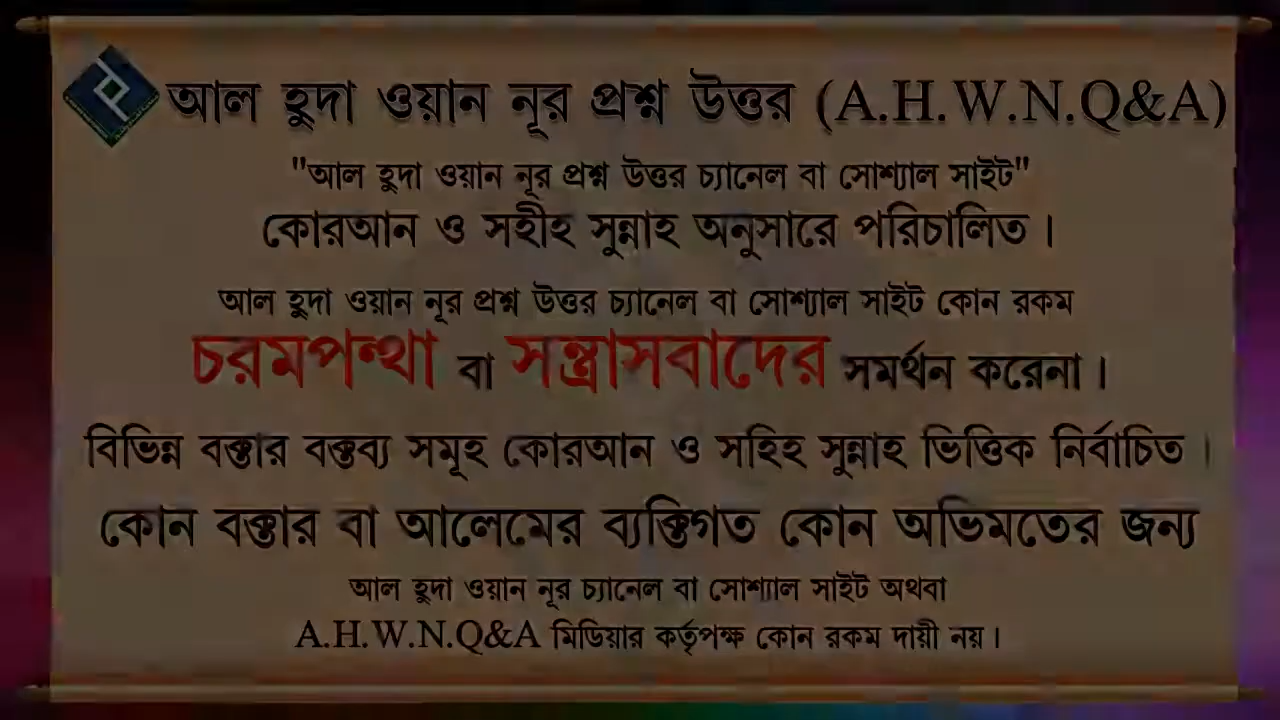 আল হুদা ওয়ান নূর প্রশ্ন উত্তর (A.H.W.N.Q&A)
"আল হুদা ওয়ান নূর প্রশ্ন উত্তর চ্যানেল বা সোশ্যাল সাইট"
কোরআন ও সহীহ সুন্নাহ অনুসারে পরিচালিত।
আল হুদা ওয়ান নূর প্রশ্ন উত্তর চ্যানেল বা সোশ্যাল সাইট কোন রকম
চরমপন্থা বা সন্ত্রাসবাদের সমর্থন করেনা।
বিভিন্ন বক্তার বক্তব্য সমূহ কোরআন ও সহিহ সুন্নাহ ভিত্তিক নির্বাচিত।
কোন বক্তার বা আলেমের ব্যক্তিগত কোন অভিমতের জন্য
আল হুদা ওয়ান নূর চ্যানেল বা সোশ্যাল সাইট অথবা
A.H.W.N.Q&A মিডিয়ার কর্তৃপক্ষ কোন রকম দায়ী নয়।